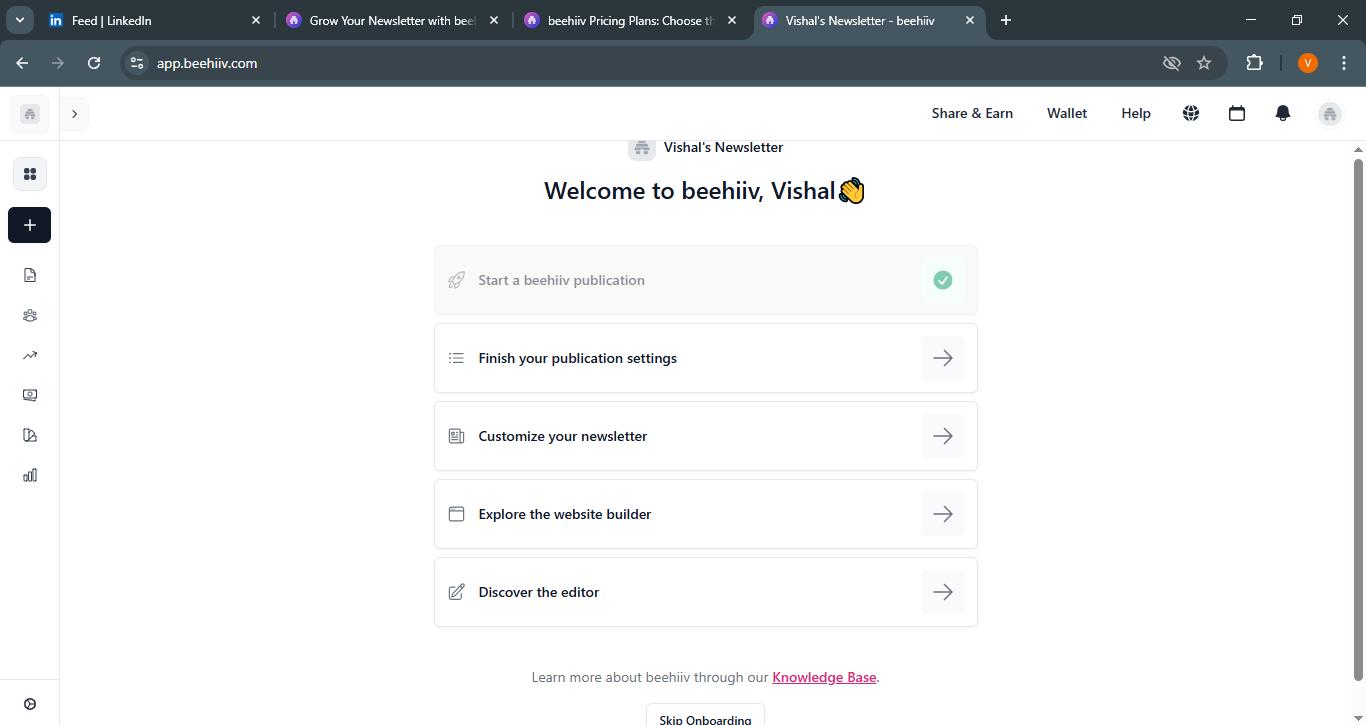 Feed | LinkedIn
Grow Your Newsletter with beeh
beehiiv Pricing Plans: Choose th
Vishal's Newsletter - beehiiv
app.beehiiv.com
V
Share & Earn
Wallet
Help
Vishal's Newsletter
Welcome to beehiiv, Vishal👋
Start a beehiiv publication
Finish your publication settings
Customize your newsletter
Explore the website builder
Discover the editor
Learn more about beehiiv through our Knowledge Base.
Skip Onboarding